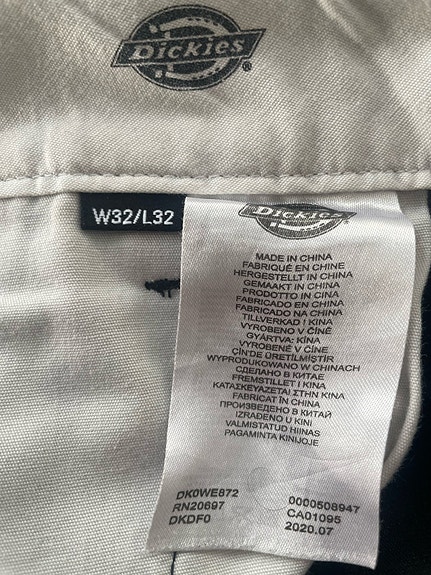 Dickies
W32/L32
Dickies
MADE IN CHINA
FABRIQUÉ EN CHINE
HERGESTELLT IN CHINA
GEMAAKT IN CHINA
PRODOTTO IN CINA
FABRICADO EN CHINA
FABRICADO NA CHINA
TILLVERKAD I KINA
VYROBENO V ČÍNĚ
GYÁRTVA: KÍNA
VYROBENÉ V ČÍNE
ÇİN'DE ÜRETİLMİŞTİR
WYPRODUKOWANO W CHINACH
СДЕЛАНО В КИТАЕ
FREMSTILLET I KINA
ΚΑΤΑΣΚΕΥΑΖΕΤΑΙ ΣΤΗΝ ΚΙΝΑ
FABRICAT ÎN CHINA
ПРОИЗВЕДЕНО В КИТАЙ
IZRAĐENO U KINI
VALMISTATUD HIINAS
PAGAMINTA KINIJOJE
DK0WE872 0000508947
RN20697 CA01095
DKDF0 2020.07